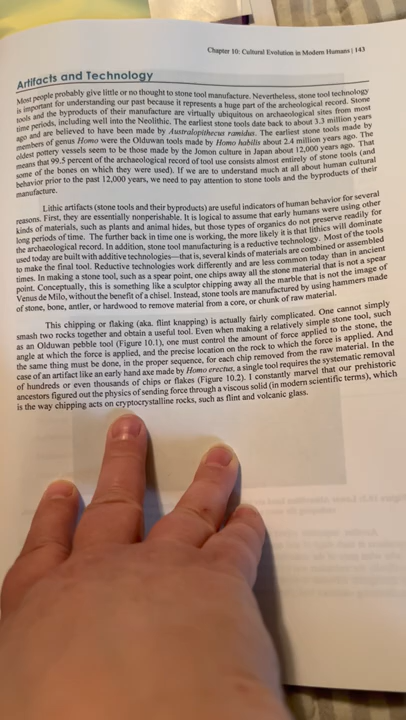 Chapter 10: Cultural Evolution in Modern Humans | 143
Artifacts and Technology
Most people probably give little or no thought to stone tool manufacture. Nevertheless, stone tool technology
is important for understanding our past because it represents a huge part of the archeological record. Stone
tools and the byproducts of their manufacture are virtually ubiquitous on archaeological sites from most
time periods, including well into the Neolithic. The earliest stone tools date back to about 3.3 million years
ago and are believed to have been made by Australopithecus ramidus. The earliest stone tools made by
members of genus Homo were the Olduwan tools made by Homo habilis about 2.4 million years ago. The
oldest pottery vessels seem to be those made by the Jomon culture in Japan about 12,000 years ago. That
means that 99.5 percent of the archaeological record of tool use consists almost entirely of stone tools (and
some of the bones on which they were used). If we are to understand much at all about human cultural
behavior prior to the past 12,000 years, we need to pay attention to stone tools and the byproducts of their
manufacture.
Lithic artifacts (stone tools and their byproducts) are useful indicators of human behavior for several
reasons. First, they are essentially nonperishable. It is logical to assume that early humans were using other
kinds of materials, such as plants and animal hides, but those types of organics do not preserve readily for
long periods of time. The further back in time one is working, the more likely it is that lithics will dominate
the archaeological record. In addition, stone tool manufacturing is a reductive technology. Most of the tools
used today are built with additive technologies—that is, several kinds of materials are combined or assembled
to make the final tool. Reductive technologies work differently and are less common today than in ancient
times. In making a stone tool, such as a spear point, one chips away all the stone material that is not a spear
point. Conceptually, this is something like a sculptor chipping away all the marble that is not the image of
Venus de Milo, without the benefit of a chisel. Instead, stone tools are manufactured by using hammers made
of stone, bone, antler, or hardwood to remove material from a core, or chunk of raw material.
This chipping or flaking (aka. flint knapping) is actually fairly complicated. One cannot simply
smash two rocks together and obtain a useful tool. Even when making a relatively simple stone tool, such
as an Olduwan pebble tool (Figure 10.1), one must control the amount of force applied to the stone, the
angle at which the force is applied, and the precise location on the rock to which the force is applied. And
the same thing must be done, in the proper sequence, for each chip removed from the raw material. In the
case of an artifact like an early hand axe made by Homo erectus, a single tool requires the systematic removal
of hundreds or even thousands of chips or flakes (Figure 10.2). I constantly marvel that our prehistoric
ancestors figured out the physics of sending force through a viscous solid (in modern scientific terms), which
is the way chipping acts on cryptocrystalline rocks, such as flint and volcanic glass.